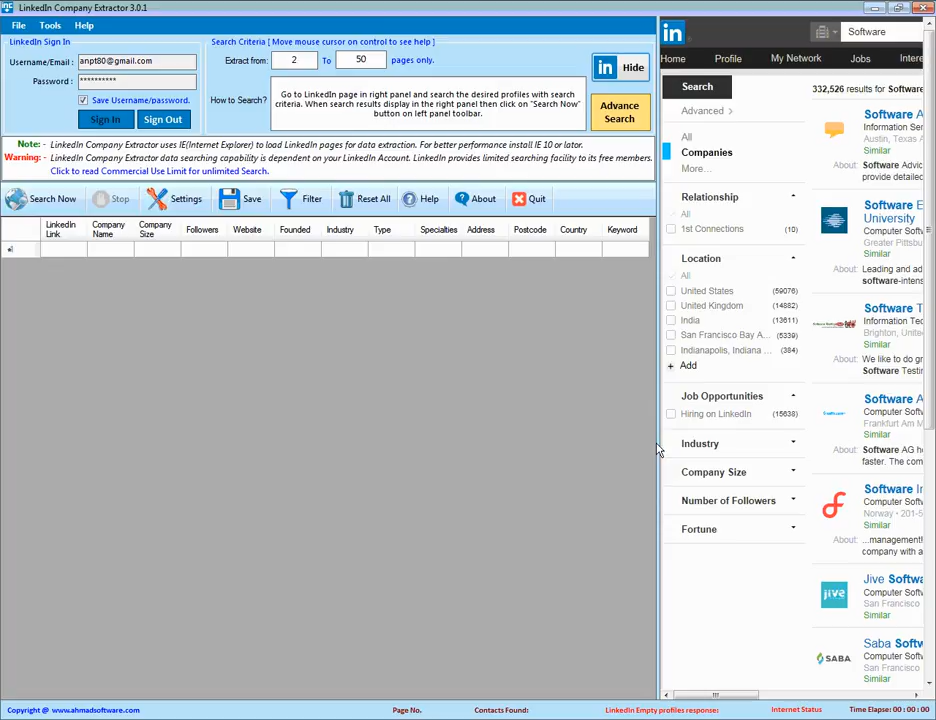 LinkedIn Company Extractor 3.0.1
File Tools Help
LinkedIn Sign In
Username/Email : anpt80@gmail.com
Password : **********
Save Username/password.
Sign In Sign Out
Search Criteria [ Move mouse cursor on control to see help ]
Extract from: 2 To 50 pages only.
How to Search?
Go to LinkedIn page in right panel and search the desired profiles with search
criteria. When search results display in the right panel then click on "Search Now"
button on left panel toolbar.
in Hide
Advance
Search
Note: - LinkedIn Company Extractor uses IE(Internet Explorer) to load LinkedIn pages for data extraction. For better performance install IE 10 or later.
Warning: - LinkedIn Company Extractor data searching capability is dependent on your LinkedIn Account. LinkedIn provides limited searching facility to its free members.
Click to read Commercial Use Limit for unlimited Search.
Search Now Stop Settings Save Filter Reset All Help About Quit
LinkedIn Link Company Name Company Size Followers Website Founded Industry Type Specialties Address Postcode Country Keyword
in Software
Home Profile My Network Jobs Intere
Search
Advanced >
All
Companies
More...
Relationship
All
1st Connections (10)
Location
All
United States (59076)
United Kingdom (14882)
India (13611)
San Francisco Bay A... (5339)
Indianapolis, Indiana ... (384)
+ Add
Job Opportunities
Hiring on LinkedIn (15638)
Industry
Company Size
Number of Followers
Fortune
332,526 results for Software
Software A
Information Ser
Austin, Texas A
Similar
About: Software Advic
provide detailed
Software E
University
Computer Softw
Greater Pittsbu
Similar
About: Leading and ad
software-inten
Software T
Information Tec
Brighton, Unite
Similar
About: We like to do gr
Software Testin
Software A
Computer Softw
Frankfurt Am M
Similar
About: Software AG h
faster. The com
Software In
Computer Softw
Norway • 201-5
Similar
About: ...management!
company with a
Jive
Jive Softwa
Computer Softw
San Francisco
Similar
SABA
Saba Softw
Computer Softw
San Francisco
Similar
Copyright @ www.ahmadsoftware.com Page No. Contacts Found: LinkedIn Empty profiles response: Internet Status Time Elapse: 00 : 00 : 00